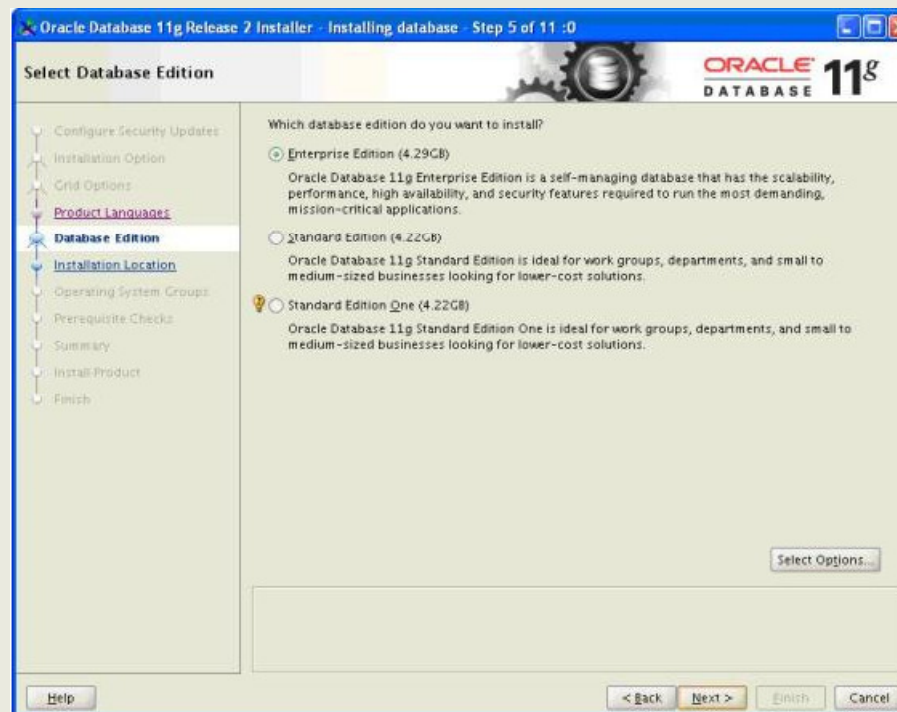 Oracle Database 11g Release 2 Installer - Installing database - Step 5 of 11 :0
Select Database Edition
ORACLE
DATABASE
11g
Configure Security Updates
Installation Option
Grid Options
Product Languages
Database Edition
Installation Location
Operating System Groups
Prerequisite Checks
Summary
Install Product
Finish
Which database edition do you want to install?
Enterprise Edition (4.29GB)
Oracle Database 11g Enterprise Edition is a self-managing database that has the scalability,
performance, high availability, and security features required to run the most demanding,
mission-critical applications.
Standard Edition (4.22GB)
Oracle Database 11g Standard Edition is ideal for work groups, departments, and small to
medium-sized businesses looking for lower-cost solutions.
Standard Edition One (4.22GB)
Oracle Database 11g Standard Edition One is ideal for work groups, departments, and small to
medium-sized businesses looking for lower-cost solutions.
Select Options...
Help
< Back
Next >
Finish
Cancel